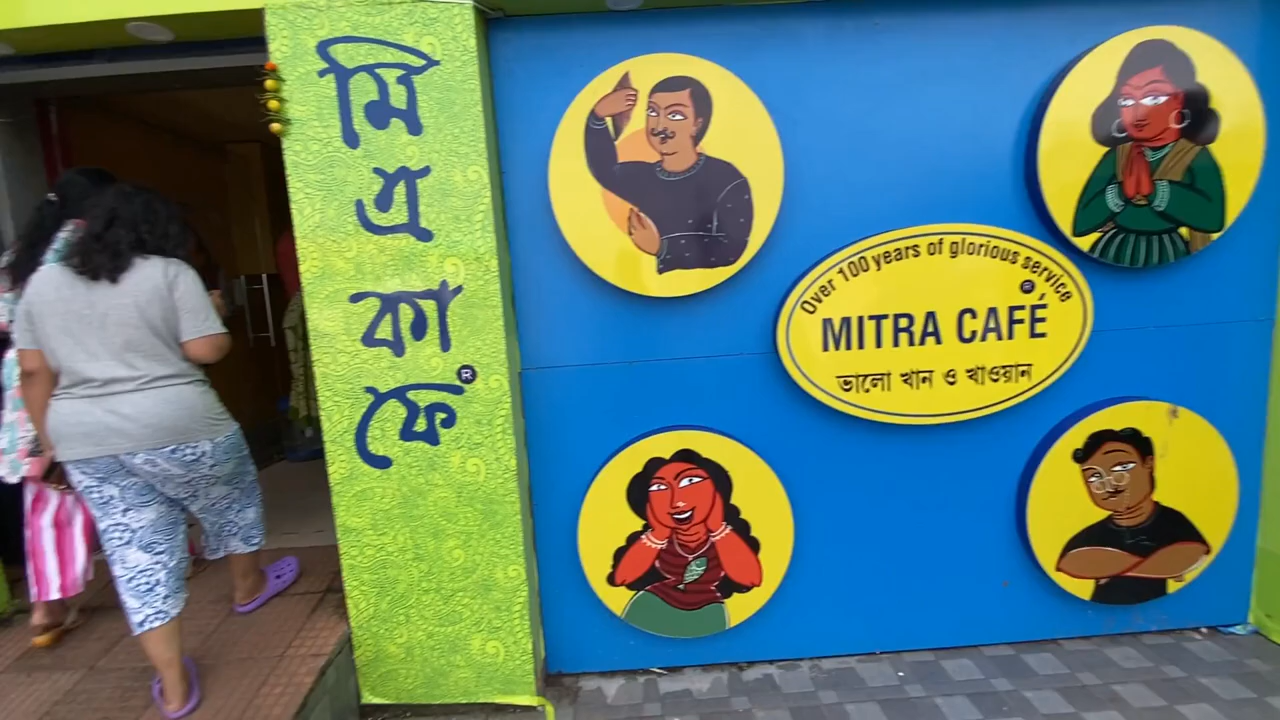 মিত্র
কা
ফে®
Over 100 years of glorious service
®
MITRA CAFÉ
ভালো খান ও খাওয়ান